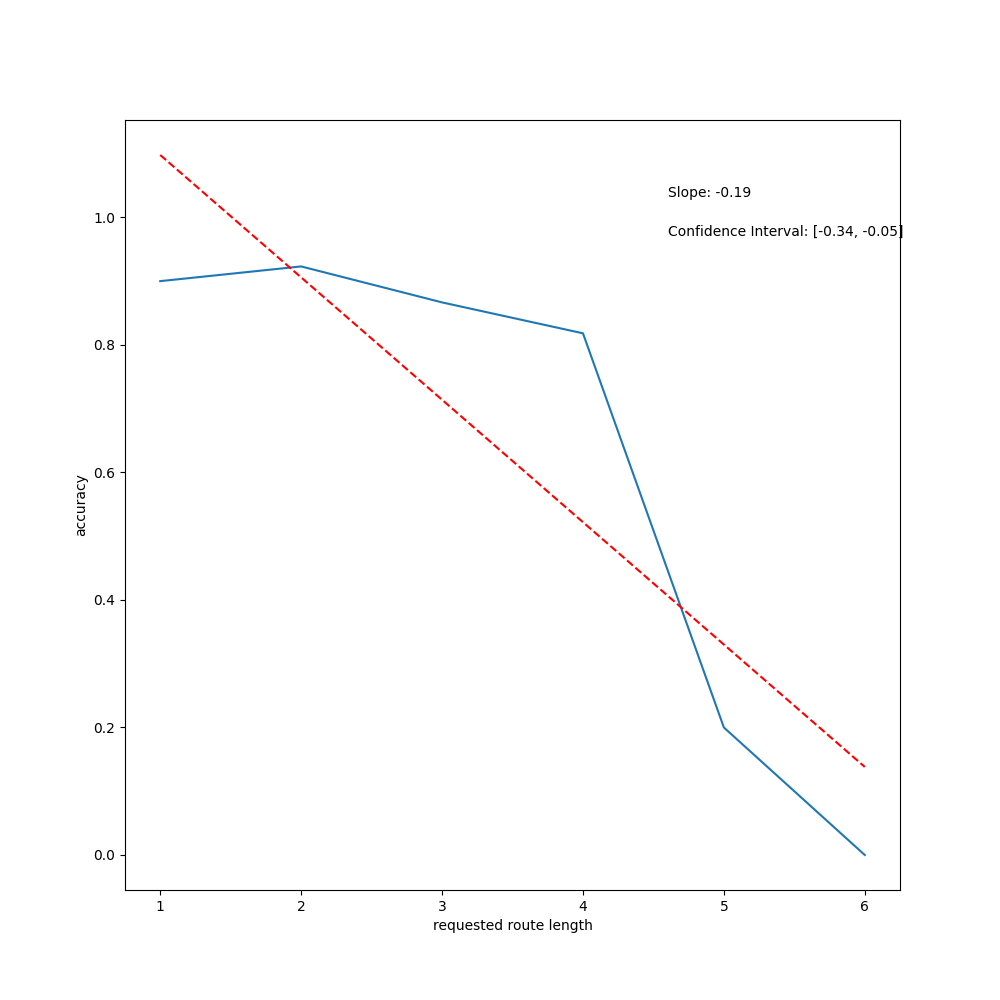 Slope: -0.19
Confidence Interval: [-0.34, -0.05]
accuracy
1.0
0.8
0.6
0.4
0.2
0.0
1 2 3 4 5 6
requested route length